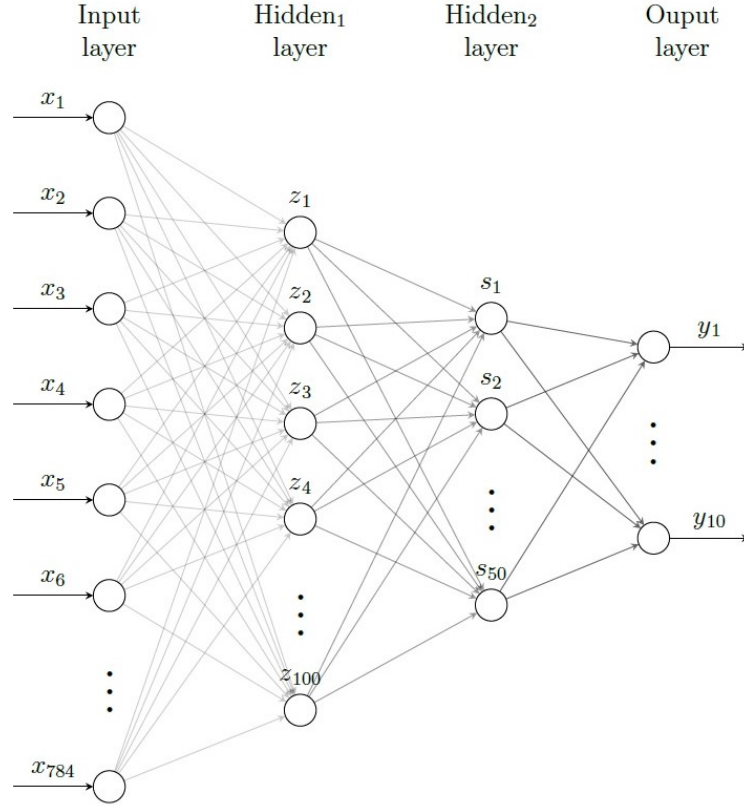 Input layer
Hidden₁ layer
Hidden₂ layer
Ouput layer
x₁
x₂
x₃
x₄
x₅
x₆
x₇₈₄
z₁
z₂
z₃
z₄
z₁₀₀
s₁
s₂
s₅₀
y₁
y₁₀